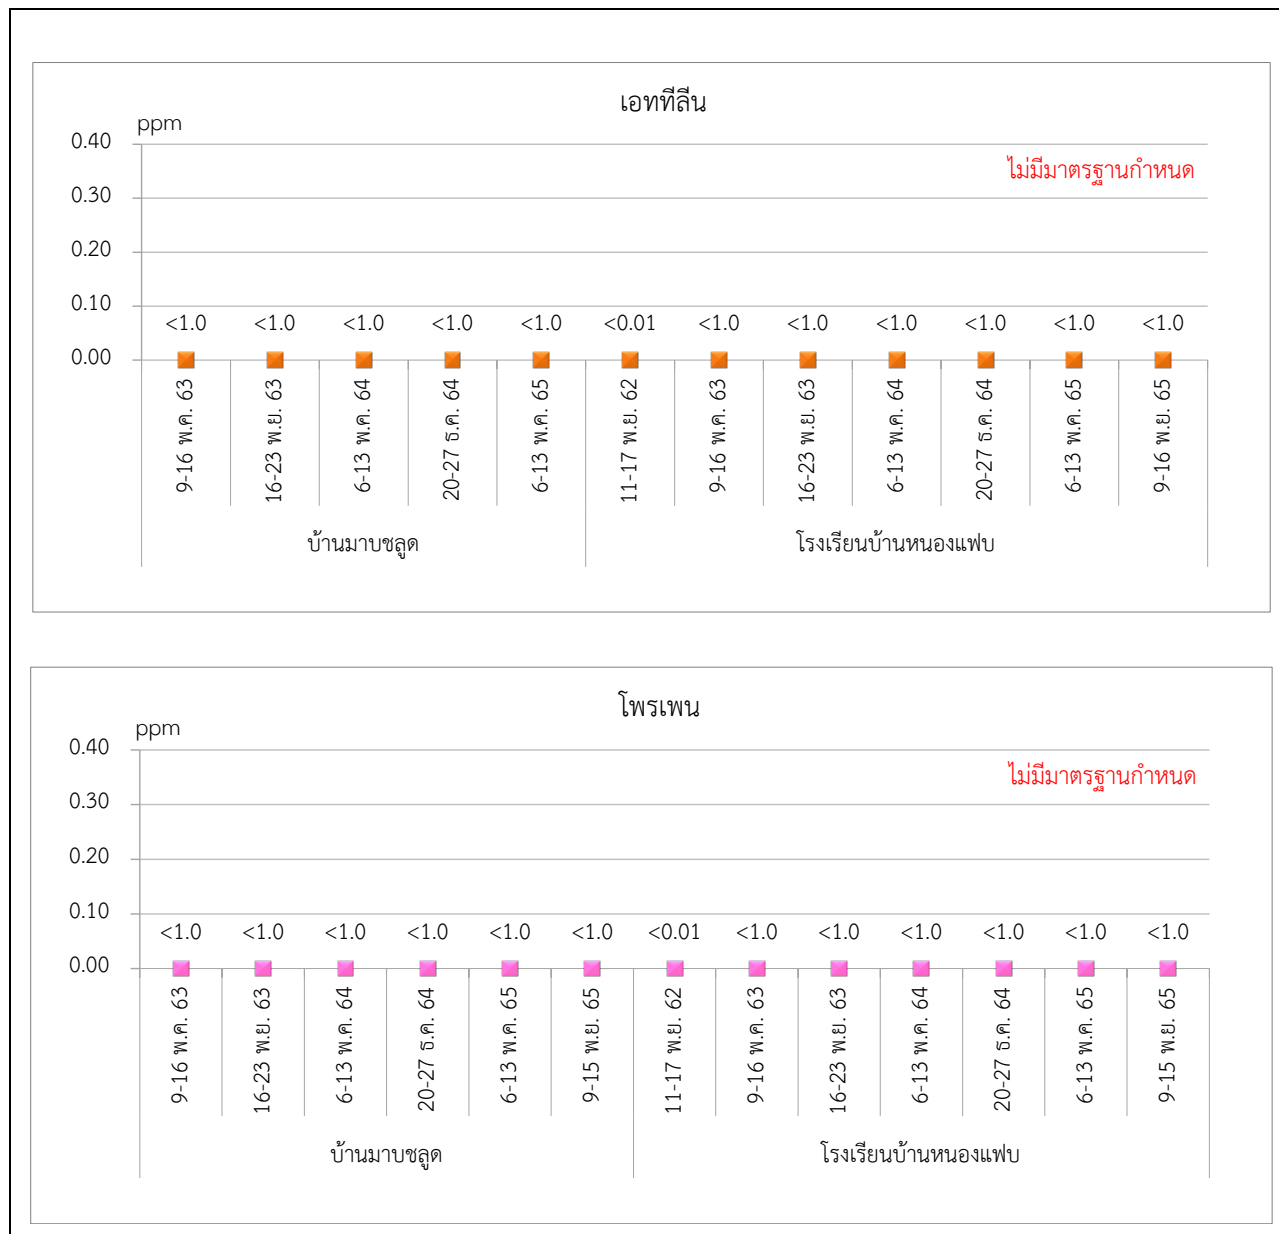 เอททีลีน
ppm
0.40
ไม่มีมาตรฐานกำหนด
0.30
0.20
0.10
<1.0 <1.0 <1.0 <1.0 <1.0 <0.01 <1.0 <1.0 <1.0 <1.0 <1.0 <1.0
0.00
9-16 พ.ค. 63 16-23 พ.ย. 63 6-13 พ.ค. 64 20-27 ธ.ค. 64 6-13 พ.ค. 65 11-17 พ.ย. 62 9-16 พ.ค. 63 16-23 พ.ย. 63 6-13 พ.ค. 64 20-27 ธ.ค. 64 6-13 พ.ค. 65 9-16 พ.ย. 65
บ้านมาบชลูด โรงเรียนบ้านหนองแฟบ
โพรเพน
ppm
0.40
ไม่มีมาตรฐานกำหนด
0.30
0.20
0.10
<1.0 <1.0 <1.0 <1.0 <1.0 <1.0 <0.01 <1.0 <1.0 <1.0 <1.0 <1.0 <1.0
0.00
9-16 พ.ค. 63 16-23 พ.ย. 63 6-13 พ.ค. 64 20-27 ธ.ค. 64 6-13 พ.ค. 65 9-15 พ.ย. 65 11-17 พ.ย. 62 9-16 พ.ค. 63 16-23 พ.ย. 63 6-13 พ.ค. 64 20-27 ธ.ค. 64 6-13 พ.ค. 65 9-15 พ.ย. 65
บ้านมาบชลูด โรงเรียนบ้านหนองแฟบ